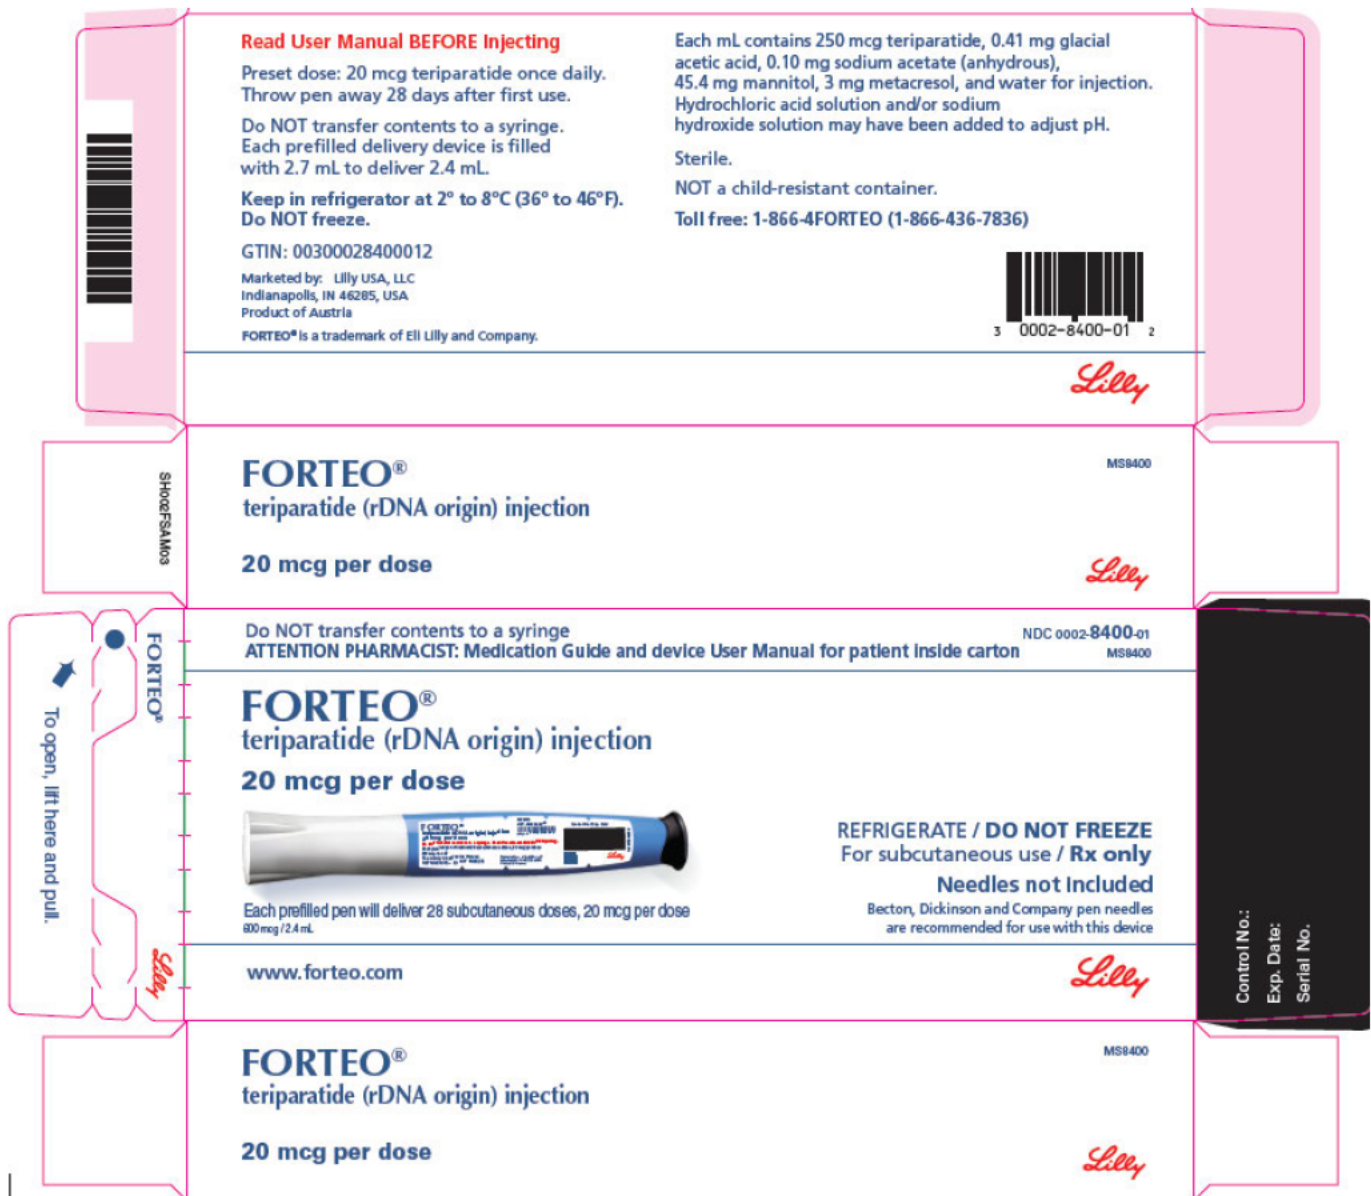 Read User Manual BEFORE Injecting
Preset dose: 20 mcg teriparatide once daily.
Throw pen away 28 days after first use.
Do NOT transfer contents to a syringe.
Each prefilled delivery device is filled
with 2.7 mL to deliver 2.4 mL.
Keep in refrigerator at 2º to 8ºC (36º to 46ºF).
Do NOT freeze.
GTIN: 00300028400012
Marketed by: Lilly USA, LLC
Indianapolis, IN 46285, USA
Product of Austria
FORTEO® is a trademark of Eli Lilly and Company.
Each mL contains 250 mcg teriparatide, 0.41 mg glacial
acetic acid, 0.10 mg sodium acetate (anhydrous),
45.4 mg mannitol, 3 mg metacresol, and water for injection.
Hydrochloric acid solution and/or sodium
hydroxide solution may have been added to adjust pH.
Sterile.
NOT a child-resistant container.
Toll free: 1-866-4FORTEO (1-866-436-7836)
3 0002-8400-01 2
Lilly
SH002FSAM03
FORTEO®
teriparatide (rDNA origin) injection
20 mcg per dose
MS8400
Lilly
To open, lift here and pull.
FORTEO®
Lilly
Do NOT transfer contents to a syringe
ATTENTION PHARMACIST: Medication Guide and device User Manual for patient inside carton
NDC 0002-8400-01
MS8400
FORTEO®
teriparatide (rDNA origin) injection
20 mcg per dose
FORTEO®
Lilly
Each prefilled pen will deliver 28 subcutaneous doses, 20 mcg per dose
600 mcg / 2.4 mL
REFRIGERATE / DO NOT FREEZE
For subcutaneous use / Rx only
Needles not Included
Becton, Dickinson and Company pen needles
are recommended for use with this device
www.forteo.com
Lilly
Control No.:
Exp. Date:
Serial No.
FORTEO®
teriparatide (rDNA origin) injection
20 mcg per dose
MS8400
Lilly